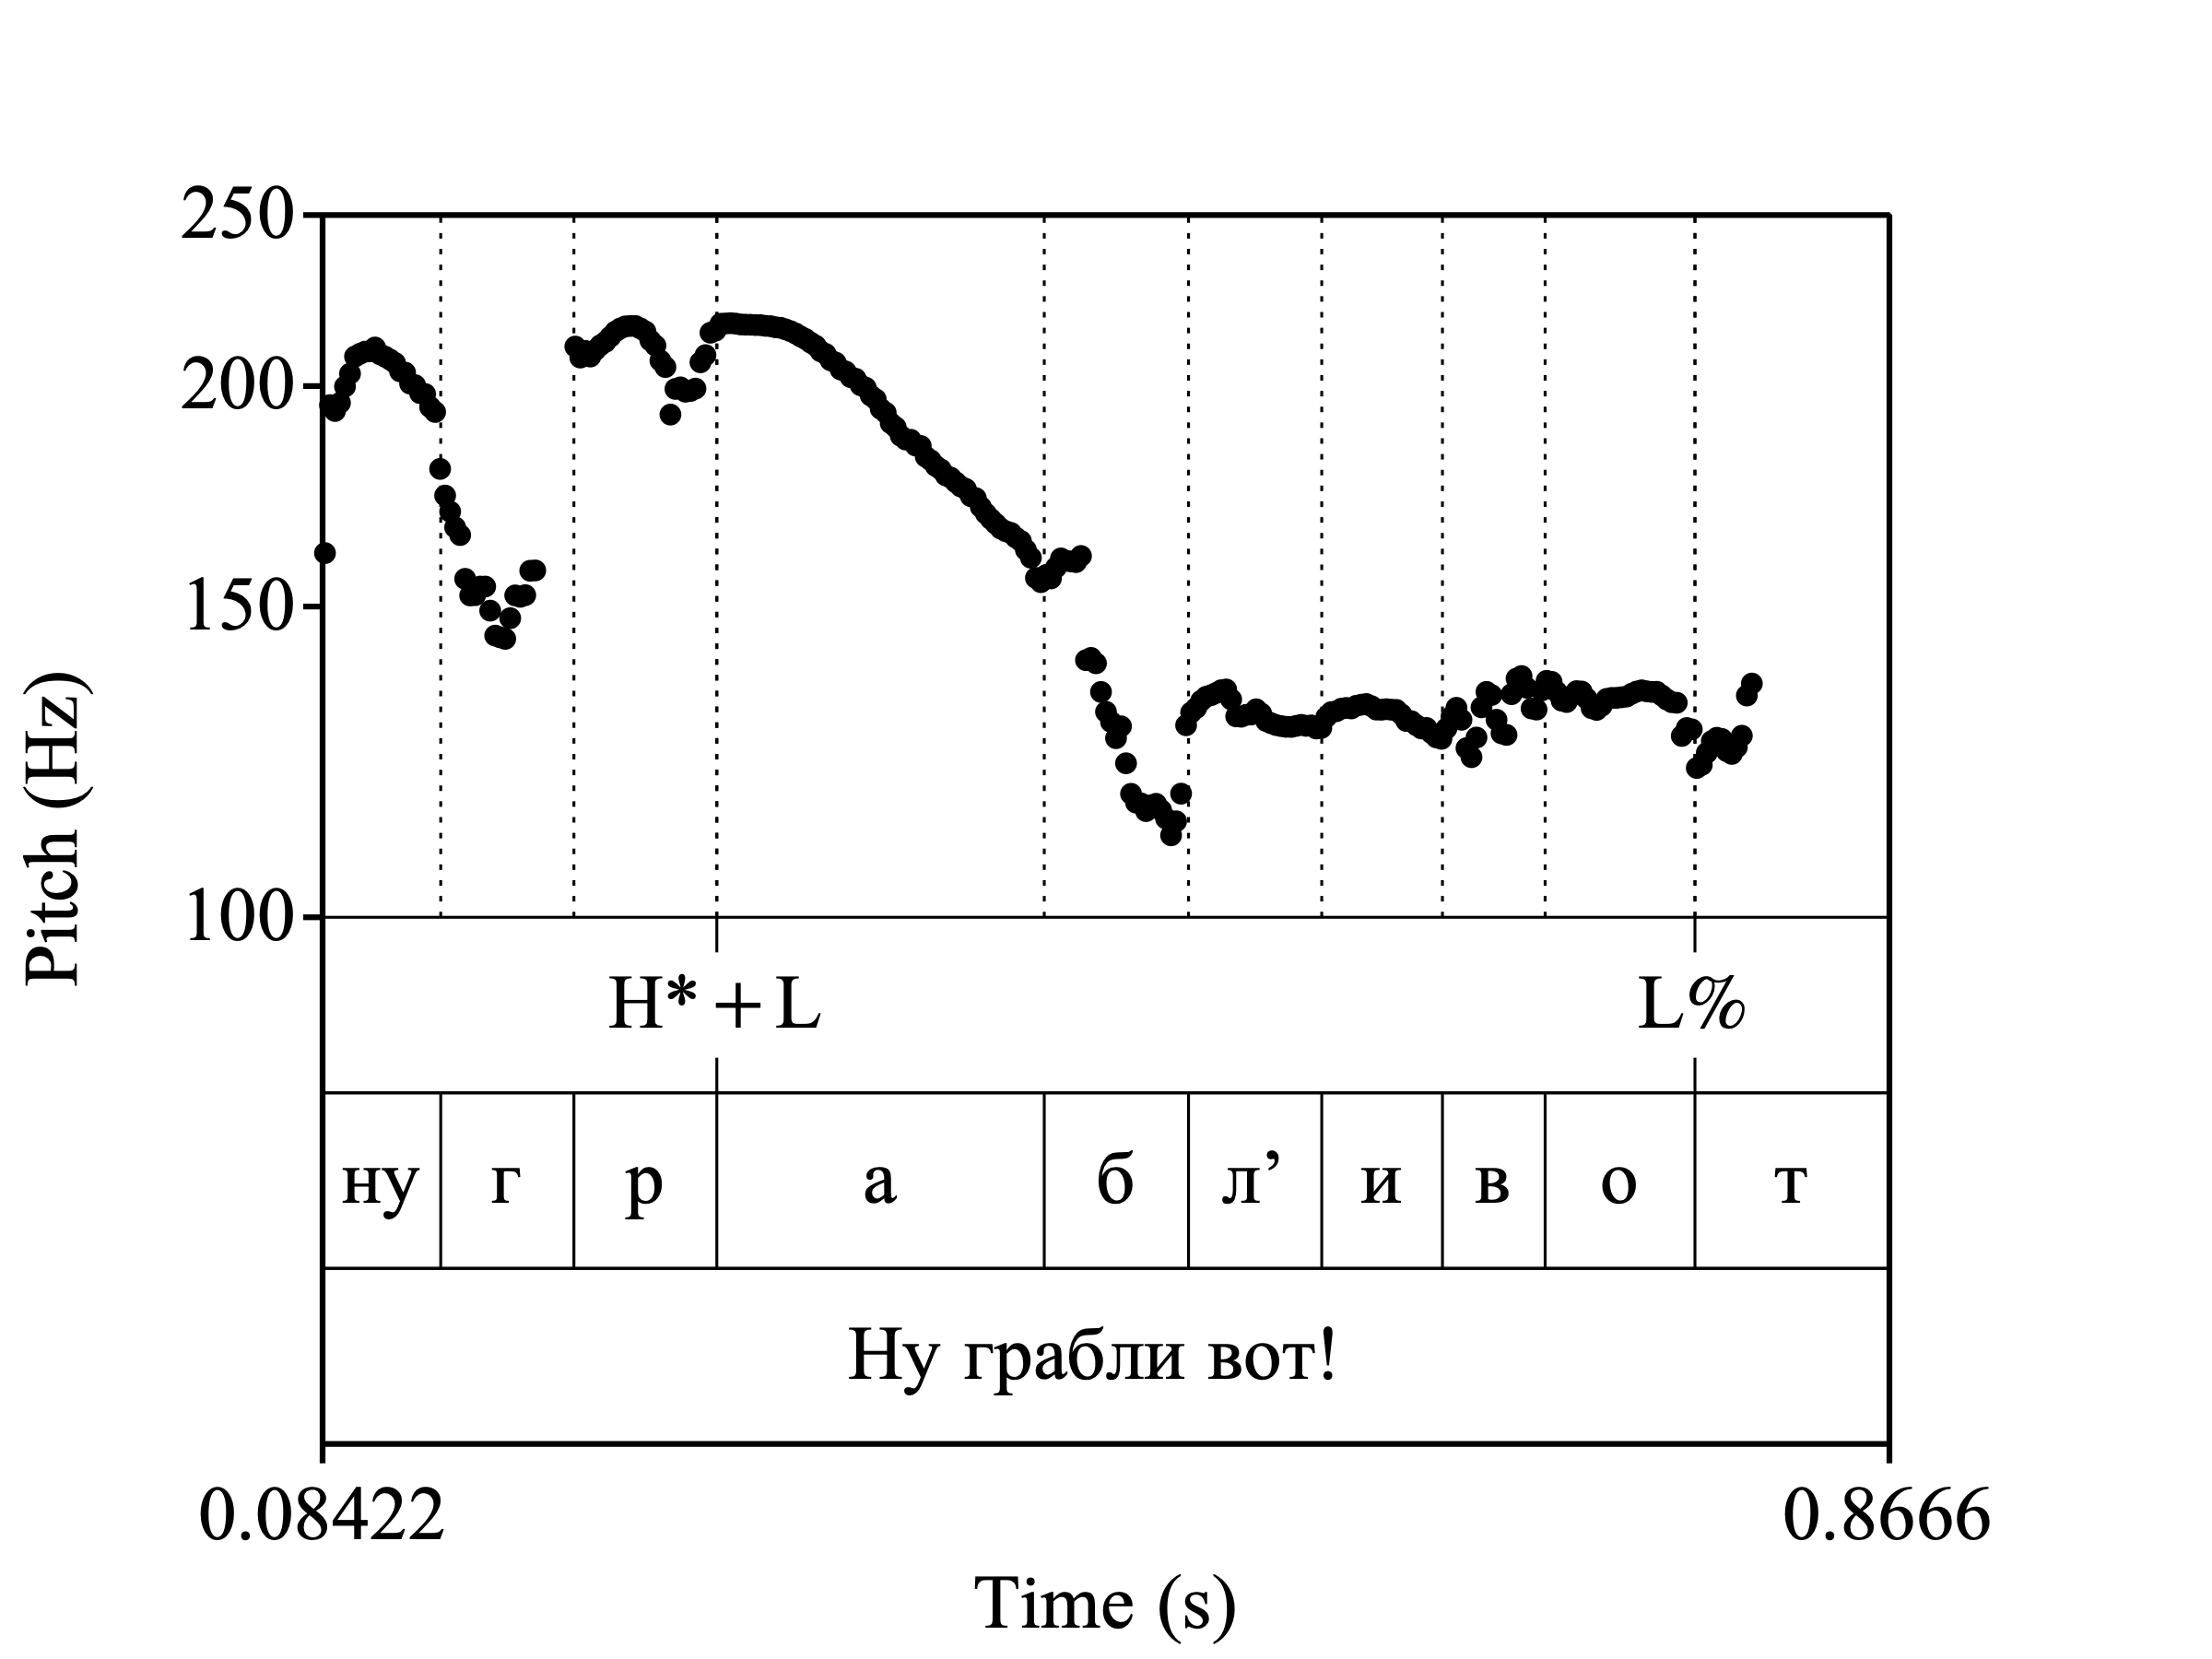 250
200
150
100
Pitch (Hz)
H*+L L%
ну г р а б л’ и в о т
Ну грабли вот!
0.08422 0.8666
Time (s)